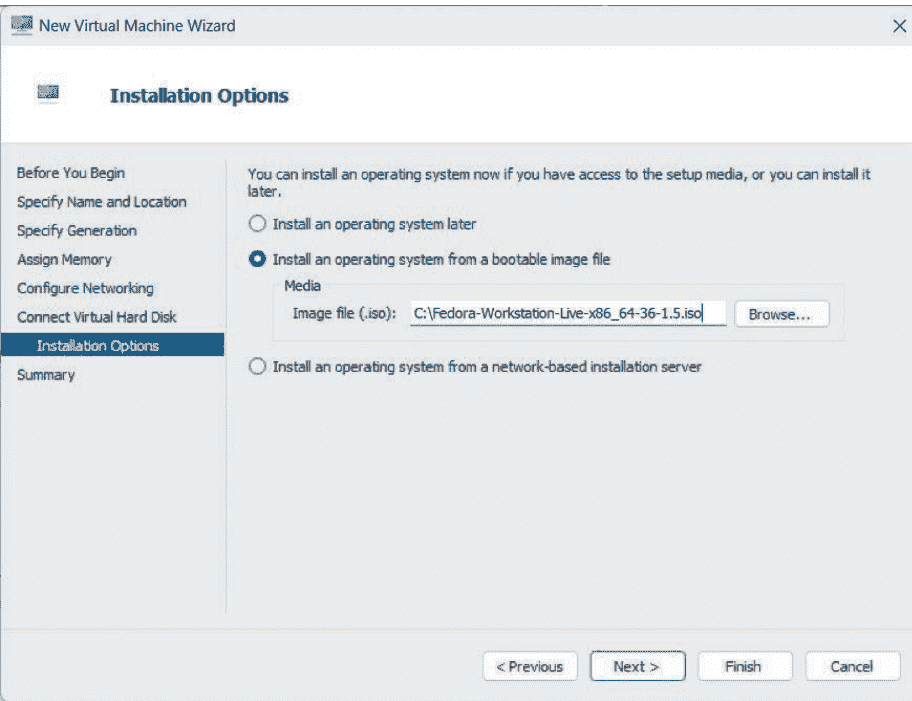 New Virtual Machine Wizard
Installation Options
Before You Begin
Specify Name and Location
Specify Generation
Assign Memory
Configure Networking
Connect Virtual Hard Disk
Installation Options
Summary
You can install an operating system now if you have access to the setup media, or you can install it
later.
Install an operating system later
Install an operating system from a bootable image file
Media
Image file (.iso): C:\Fedora-Workstation-Live-x86_64-36-1.5.iso Browse...
Install an operating system from a network-based installation server
< Previous Next > Finish Cancel